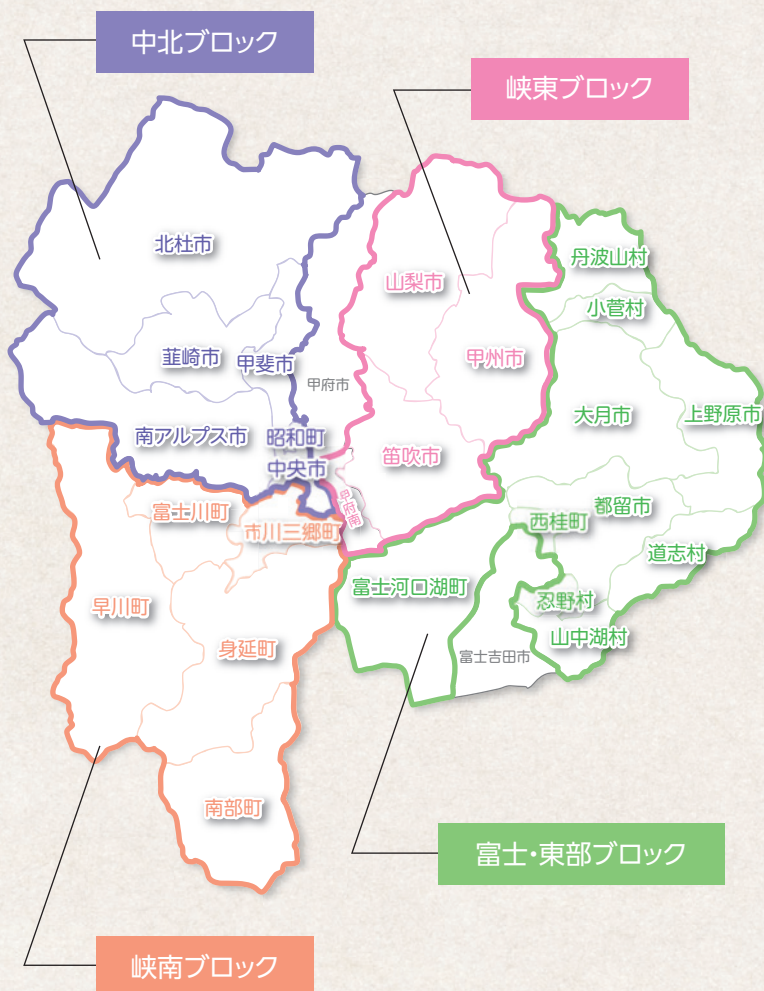 中北ブロック
峡東ブロック
北杜市
丹波山村
山梨市
小菅村
韮崎市
甲斐市
甲州市
甲府市
大月市
上野原市
南アルプス市
昭和町
笛吹市
中央市
甲府南
富士川町
市川三郷町
都留市
西桂町
道志村
富士河口湖町
早川町
忍野村
山中湖村
身延町
富士吉田市
南部町
富士・東部ブロック
峡南ブロック